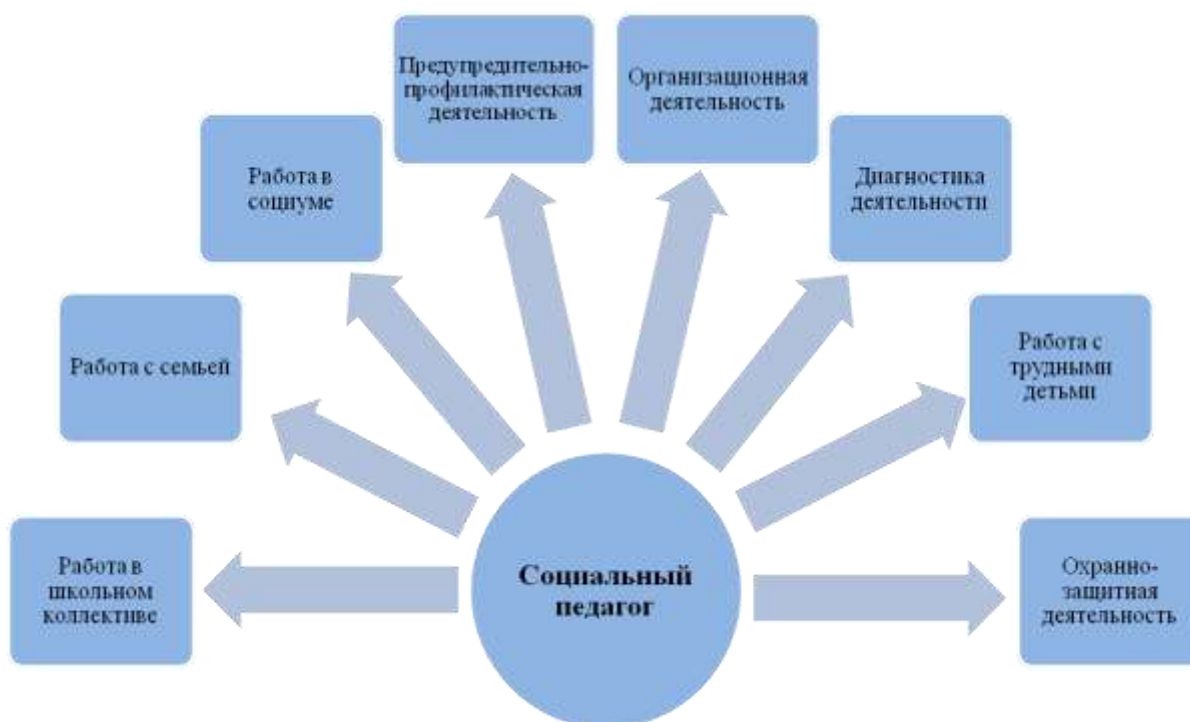 Предупредительно-
профилактическая
деятельность
Организационная
деятельность
Работа в
социуме
Диагностика
деятельности
Работа с семьей
Работа с
трудными
детьми
Работа в
школьном
коллективе
Социальный
педагог
Охранно-
защитная
деятельность